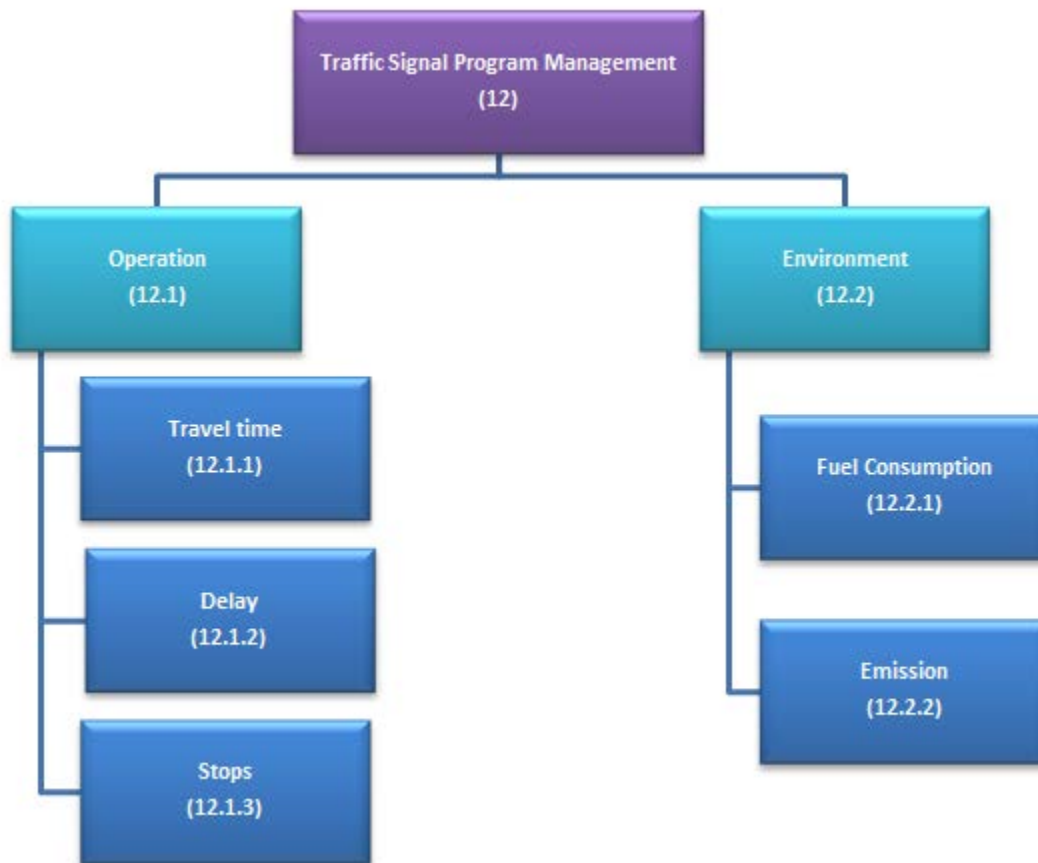 Traffic Signal Program Management
(12)
Operation
(12.1)
Environment
(12.2)
Travel time
(12.1.1)
Delay
(12.1.2)
Stops
(12.1.3)
Fuel Consumption
(12.2.1)
Emission
(12.2.2)